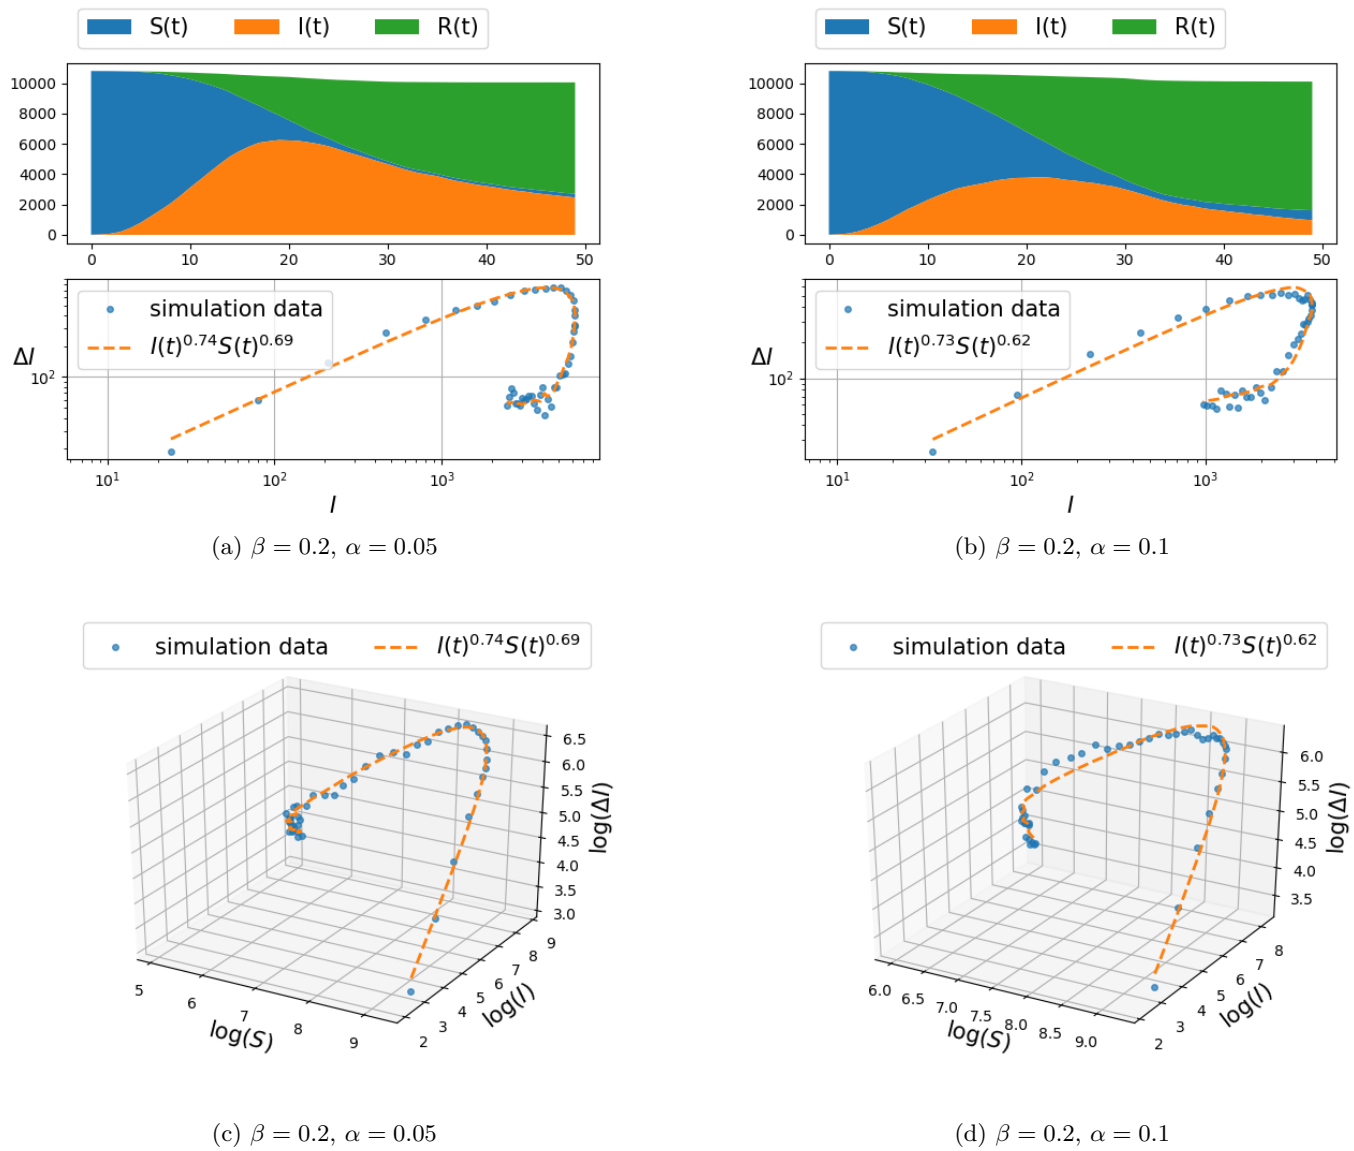 S(t) I(t) R(t)
S(t) I(t) R(t)
10000
8000
6000
4000
2000
0
0 10 20 30 40 50
10000
8000
6000
4000
2000
0
0 10 20 30 40 50
simulation data
I(t)^0.74 S(t)^0.69
ΔI
10^2
10^1 10^2 10^3
I
simulation data
I(t)^0.73 S(t)^0.62
ΔI
10^2
10^1 10^2 10^3
I
(a) β = 0.2, α = 0.05
(b) β = 0.2, α = 0.1
simulation data I(t)^0.74 S(t)^0.69
6.5
6.0
5.5
5.0
4.5
4.0
3.5
3.0
log(ΔI)
5 6 7 8 9
log(S)
2 3 4 5 6 7 8 9
log(I)
simulation data I(t)^0.73 S(t)^0.62
6.0
5.5
5.0
4.5
4.0
3.5
log(ΔI)
6.0 6.5 7.0 7.5 8.0 8.5 9.0
log(S)
2 3 4 5 6 7 8
log(I)
(c) β = 0.2, α = 0.05
(d) β = 0.2, α = 0.1